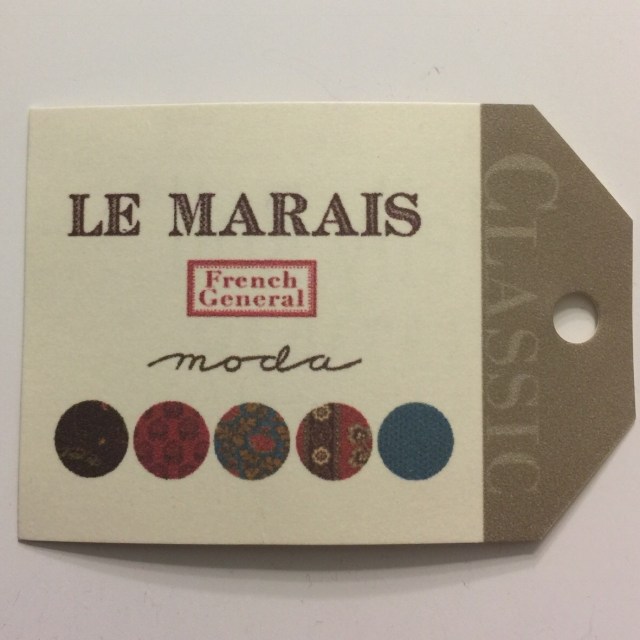 LE MARAIS
French
General
moda
CLASSIC